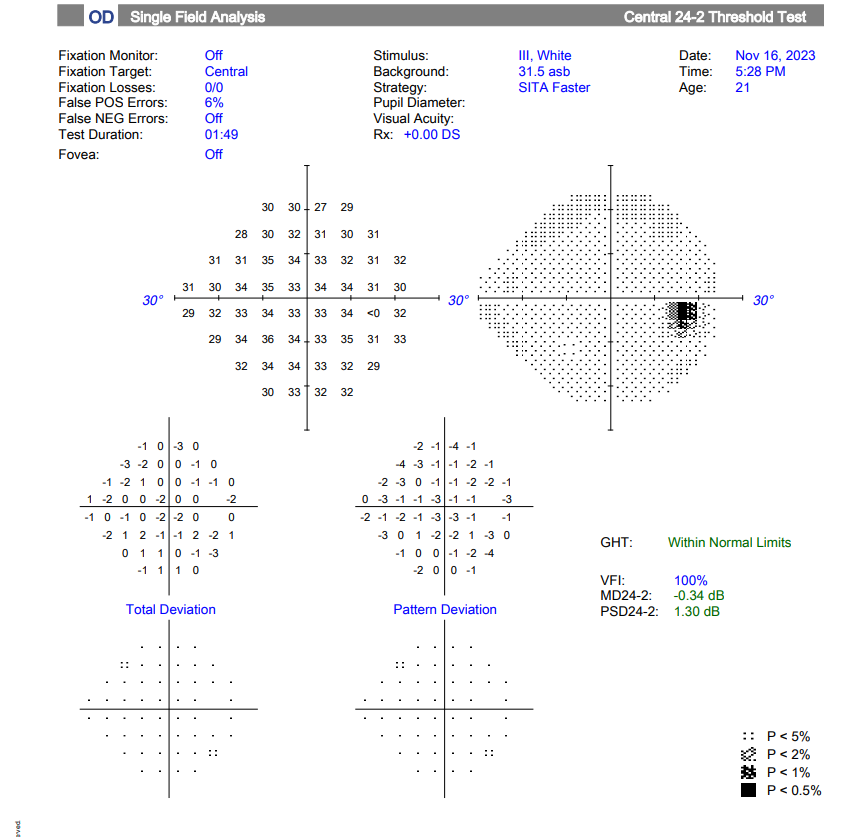 OD Single Field Analysis Central 24-2 Threshold Test
Fixation Monitor: Off Stimulus: III, White Date: Nov 16, 2023
Fixation Target: Central Background: 31.5 asb Time: 5:28 PM
Fixation Losses: 0/0 Strategy: SITA Faster Age: 21
False POS Errors: 6% Pupil Diameter:
False NEG Errors: Off Visual Acuity:
Test Duration: 01:49 Rx: +0.00 DS
Fovea: Off
30 30 27 29
28 30 32 31 30 31
31 31 35 34 33 32 31 32
31 30 34 35 33 34 34 31 30
30° 30° 30°
29 32 33 34 33 33 34 <0 32
29 34 36 34 33 35 31 33
32 34 34 33 32 29
30 33 32 32
-1 0 -3 0 -2 -1 -4 -1
-3 -2 0 0 -1 0 -4 -3 -1 -1 -2 -1
-1 -2 1 0 0 -1 -1 0 -2 -3 0 -1 -1 -2 -2 -1
1 -2 0 0 -2 0 0 -2 0 -3 -1 -1 -3 -1 -1 -3
-1 0 -1 0 -2 -2 0 0 -2 -1 -2 -1 -3 -3 -1 -1
-2 1 2 1 -1 1 2 -2 1 -3 0 1 -2 -2 1 -3 0
0 1 1 0 -1 -3 -1 0 0 -1 -2 -4
-1 1 1 0 -2 0 0 -1
GHT: Within Normal Limits
VFI: 100%
MD24-2: -0.34 dB
PSD24-2: 1.30 dB
Total Deviation Pattern Deviation
P < 5%
P < 2%
P < 1%
P < 0.5%
rved.